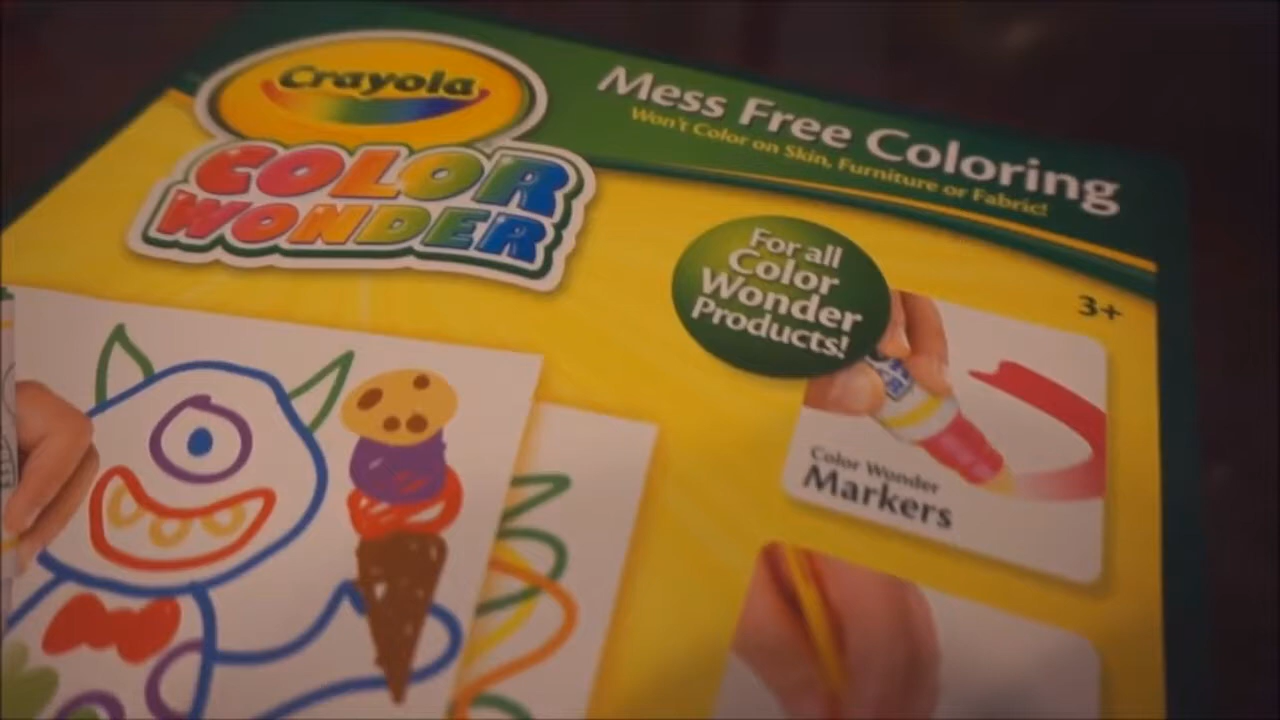 Crayola
COLOR
WONDER
Mess Free Coloring
Won't Color on Skin, Furniture or Fabric!
For all
Color
Wonder
Products!
3+
Color Wonder
Markers